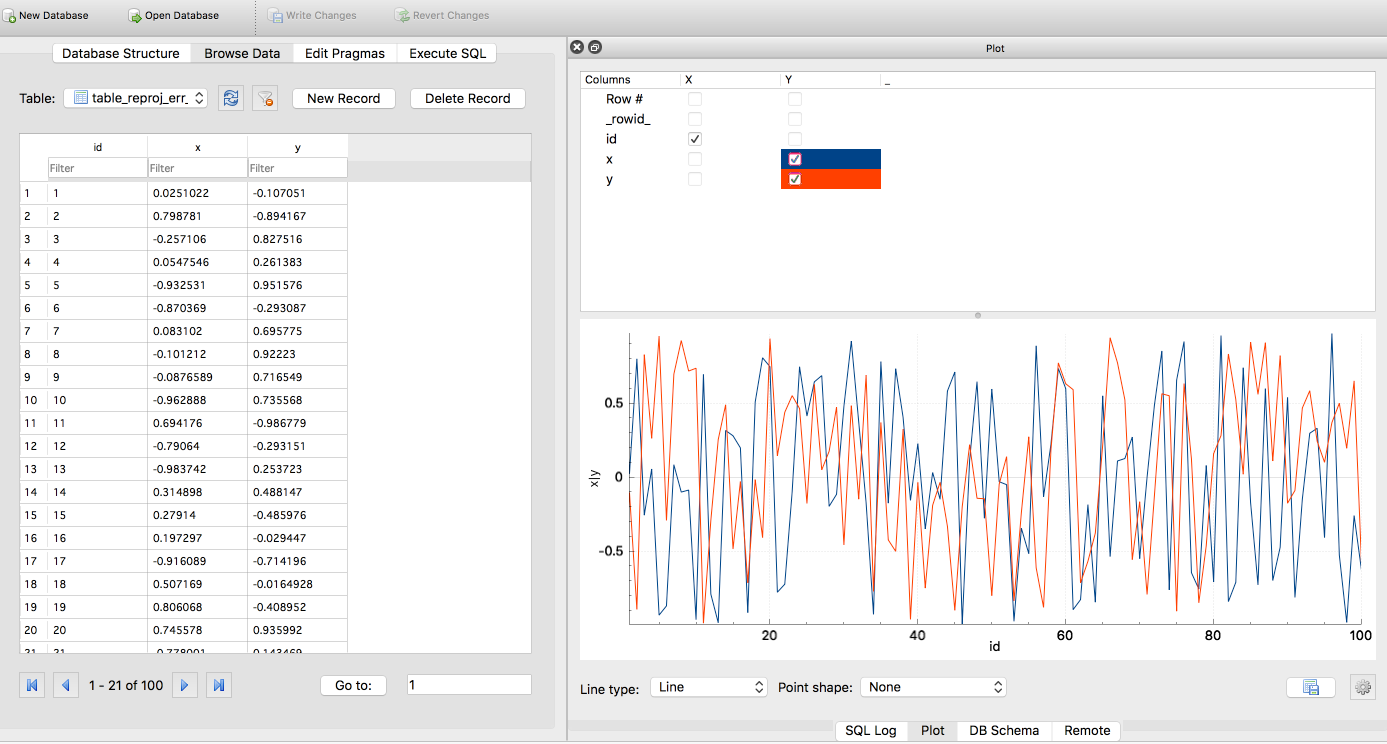 New Database Open Database Write Changes Revert Changes
Database Structure Browse Data Edit Pragmas Execute SQL
Table: table_reproj_err_ New Record Delete Record
id x y
Filter Filter Filter
1 1 0.0251022 -0.107051
2 2 0.798781 -0.894167
3 3 -0.257106 0.827516
4 4 0.0547546 0.261383
5 5 -0.932531 0.951576
6 6 -0.870369 -0.293087
7 7 0.083102 0.695775
8 8 -0.101212 0.92223
9 9 -0.0876589 0.716549
10 10 -0.962888 0.735568
11 11 0.694176 -0.986779
12 12 -0.79064 -0.293151
13 13 -0.983742 0.253723
14 14 0.314898 0.488147
15 15 0.27914 -0.485976
16 16 0.197297 -0.029447
17 17 -0.916089 -0.714196
18 18 0.507169 -0.0164928
19 19 0.806068 -0.408952
20 20 0.745578 0.935992
21 21 -0.778001 0.143469
1 - 21 of 100 Go to: 1
Plot
Columns X Y _
Row #
_rowid_
id
x
y
0.5
0
-0.5
x|y
20 40 60 80 100
id
Line type: Line Point shape: None
SQL Log Plot DB Schema Remote